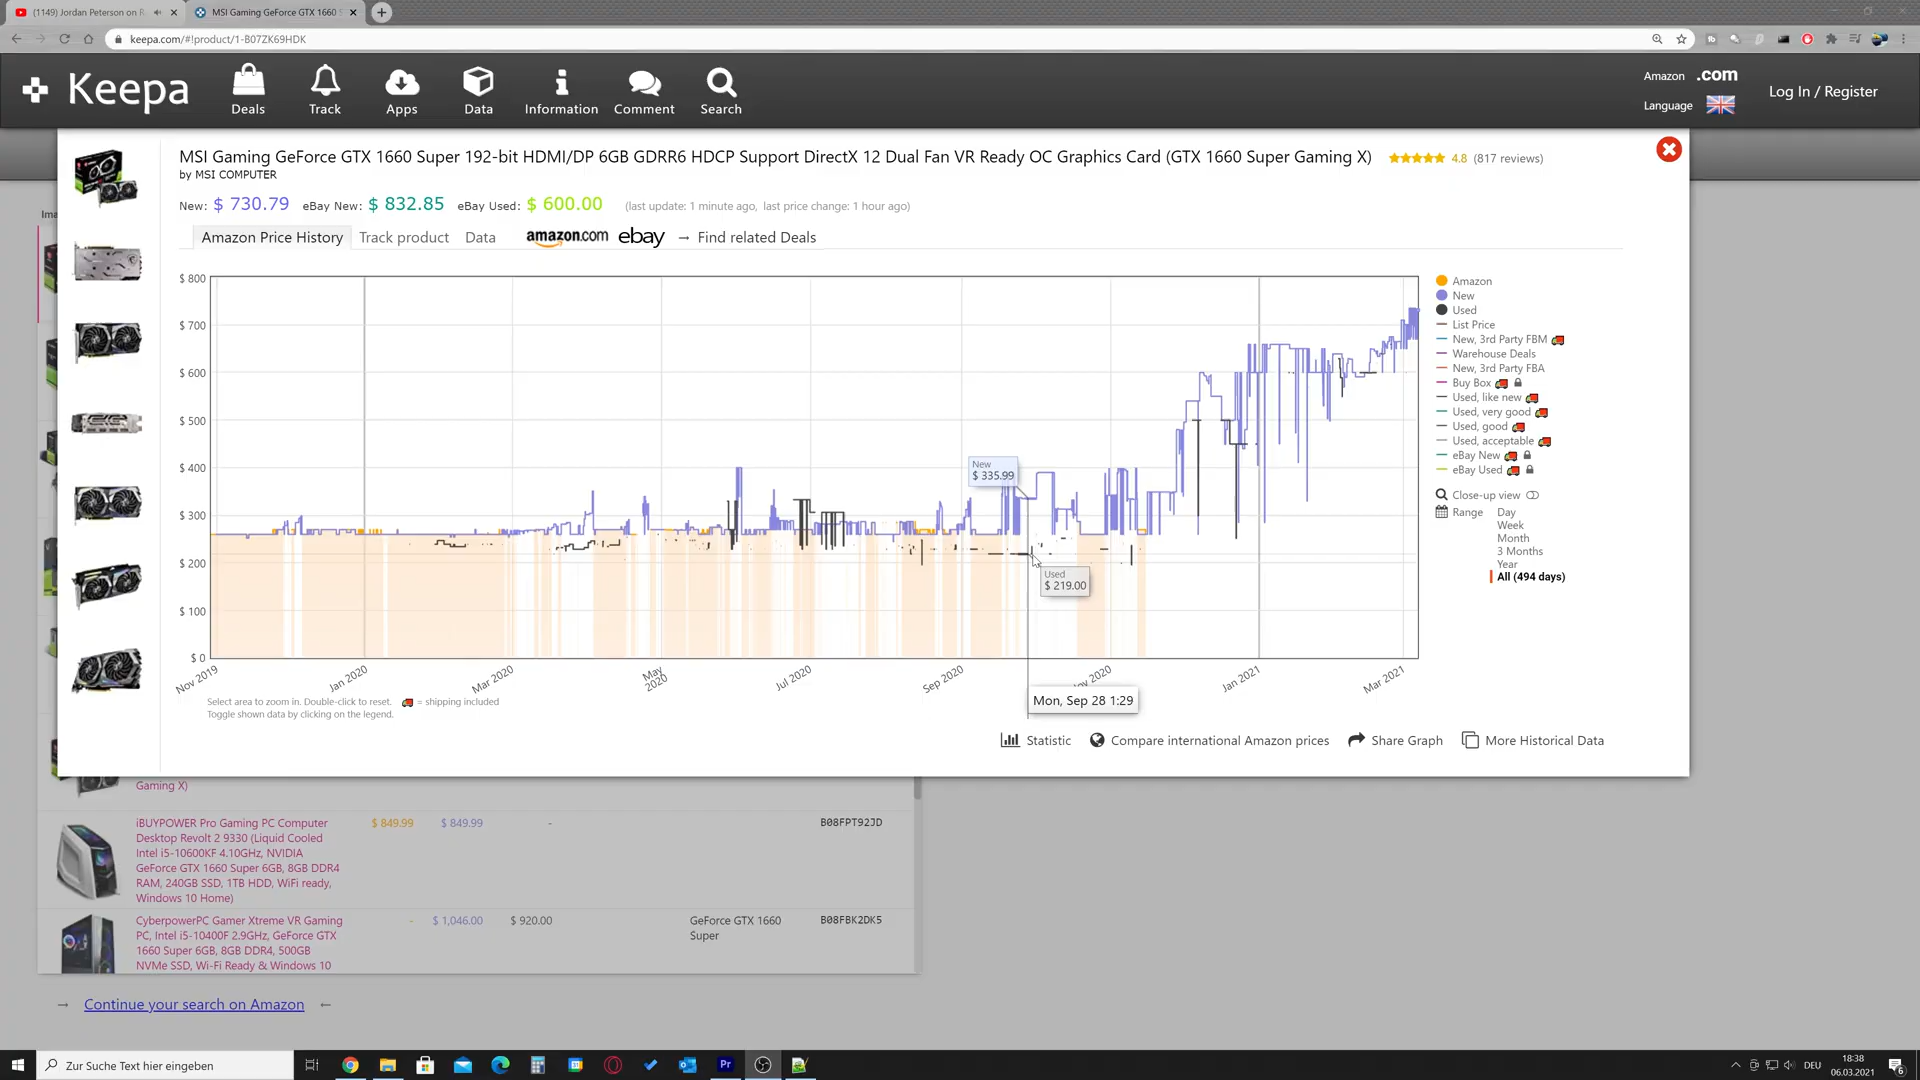 (1149) Jordan Peterson on R
MSI Gaming GeForce GTX 1660 S
keepa.com/#!product/1-B07ZK69HDK
Keepa
Deals
Track
Apps
Data
Information
Comment
Search
Amazon .com
Language
Log In / Register
MSI Gaming GeForce GTX 1660 Super 192-bit HDMI/DP 6GB GDRR6 HDCP Support DirectX 12 Dual Fan VR Ready OC Graphics Card (GTX 1660 Super Gaming X)
4.8 (817 reviews)
by MSI COMPUTER
New: $ 730.79 eBay New: $ 832.85 eBay Used: $ 600.00 (last update: 1 minute ago, last price change: 1 hour ago)
Ima
Amazon Price History
Track product
Data
amazon.com
ebay
→ Find related Deals
$ 800
$ 700
$ 600
$ 500
$ 400
$ 300
$ 200
$ 100
$ 0
New
$ 335.99
Used
$ 219.00
Nov 2019
Jan 2020
Mar 2020
May
2020
Jul 2020
Sep 2020
ov 2020
Jan 2021
Mar 2021
Mon, Sep 28 1:29
Amazon
New
Used
List Price
New, 3rd Party FBM
Warehouse Deals
New, 3rd Party FBA
Buy Box
Used, like new
Used, very good
Used, good
Used, acceptable
eBay New
eBay Used
Close-up view
Range
Day
Week
Month
3 Months
Year
All (494 days)
Select area to zoom in. Double-click to reset. = shipping included
Toggle shown data by clicking on the legend.
Statistic
Compare international Amazon prices
Share Graph
More Historical Data
Gaming X)
iBUYPOWER Pro Gaming PC Computer
Desktop Revolt 2 9330 (Liquid Cooled
Intel i5-10600KF 4.10GHz, NVIDIA
GeForce GTX 1660 Super 6GB, 8GB DDR4
RAM, 240GB SSD, 1TB HDD, WiFi ready,
Windows 10 Home)
$ 849.99
$ 849.99
-
B08FPT92JD
CyberpowerPC Gamer Xtreme VR Gaming
PC, Intel i5-10400F 2.9GHz, GeForce GTX
1660 Super 6GB, 8GB DDR4, 500GB
NVMe SSD, Wi-Fi Ready & Windows 10
-
$ 1,046.00
$ 920.00
GeForce GTX 1660
Super
B08FBK2DK5
→ Continue your search on Amazon ←
Zur Suche Text hier eingeben
Pr
DEU
18:38
06.03.2021
6